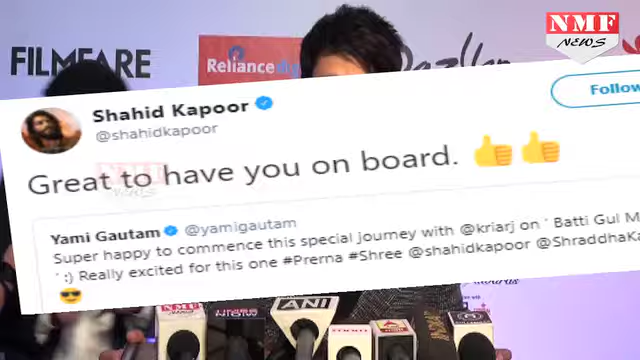 FILMFARE
Reliance
NMF
NEWS
Follow
Shahid Kapoor
@shahidkapoor
Great to have you on board. 👍👍
Yami Gautam @yamigautam
Super happy to commence this special journey with @kriarj on ' Batti Gul M
' :) Really excited for this one #Prerna #Shree @shahidkapoor @ShraddhaKa
😎
NMF
ANI